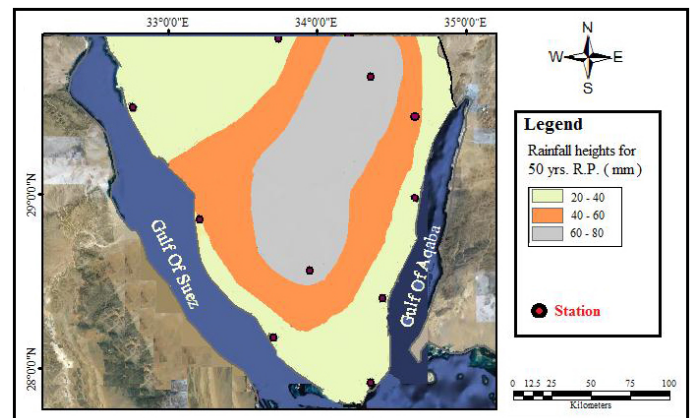 33°0'0"E 34°0'0"E 35°0'0"E
N
W E
S
29°0'0"N
28°0'0"N
Gulf Of Suez
Gulf Of Aqaba
Legend
Rainfall heights for
50 yrs. R.P. ( mm )
20 - 40
40 - 60
60 - 80
Station
0 12.5 25 50 75 100
Kilometers